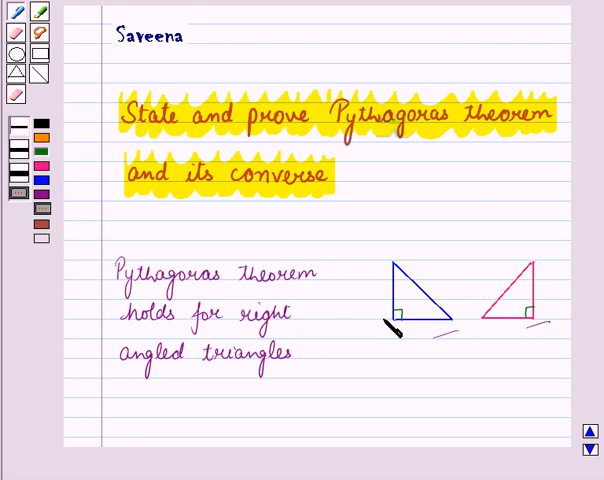 Saveena
State and prove Pythagoras theorem
and its converse
Pythagoras theorem
holds for right
angled triangles